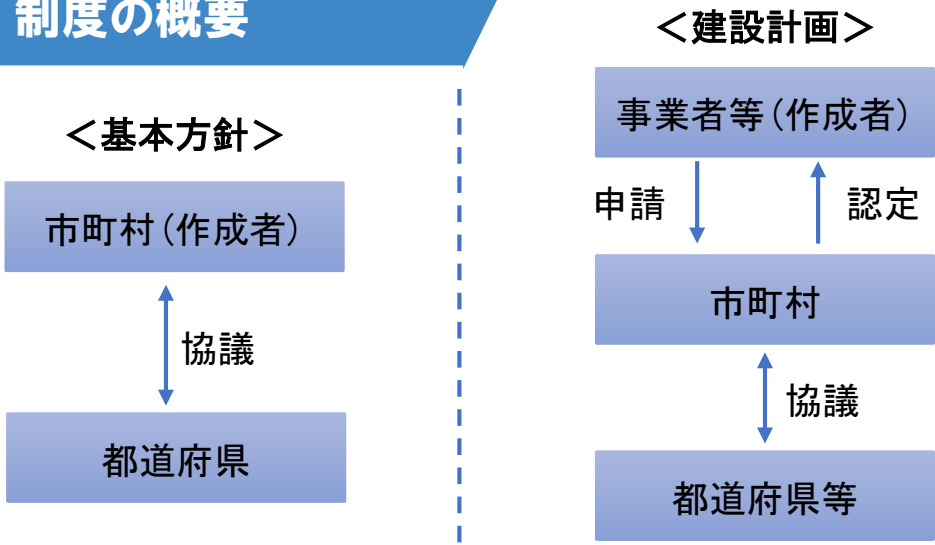 制度の概要
＜基本方針＞
市町村（作成者）
協議
都道府県
＜建設計画＞
事業者等（作成者）
申請
認定
市町村
協議
都道府県等